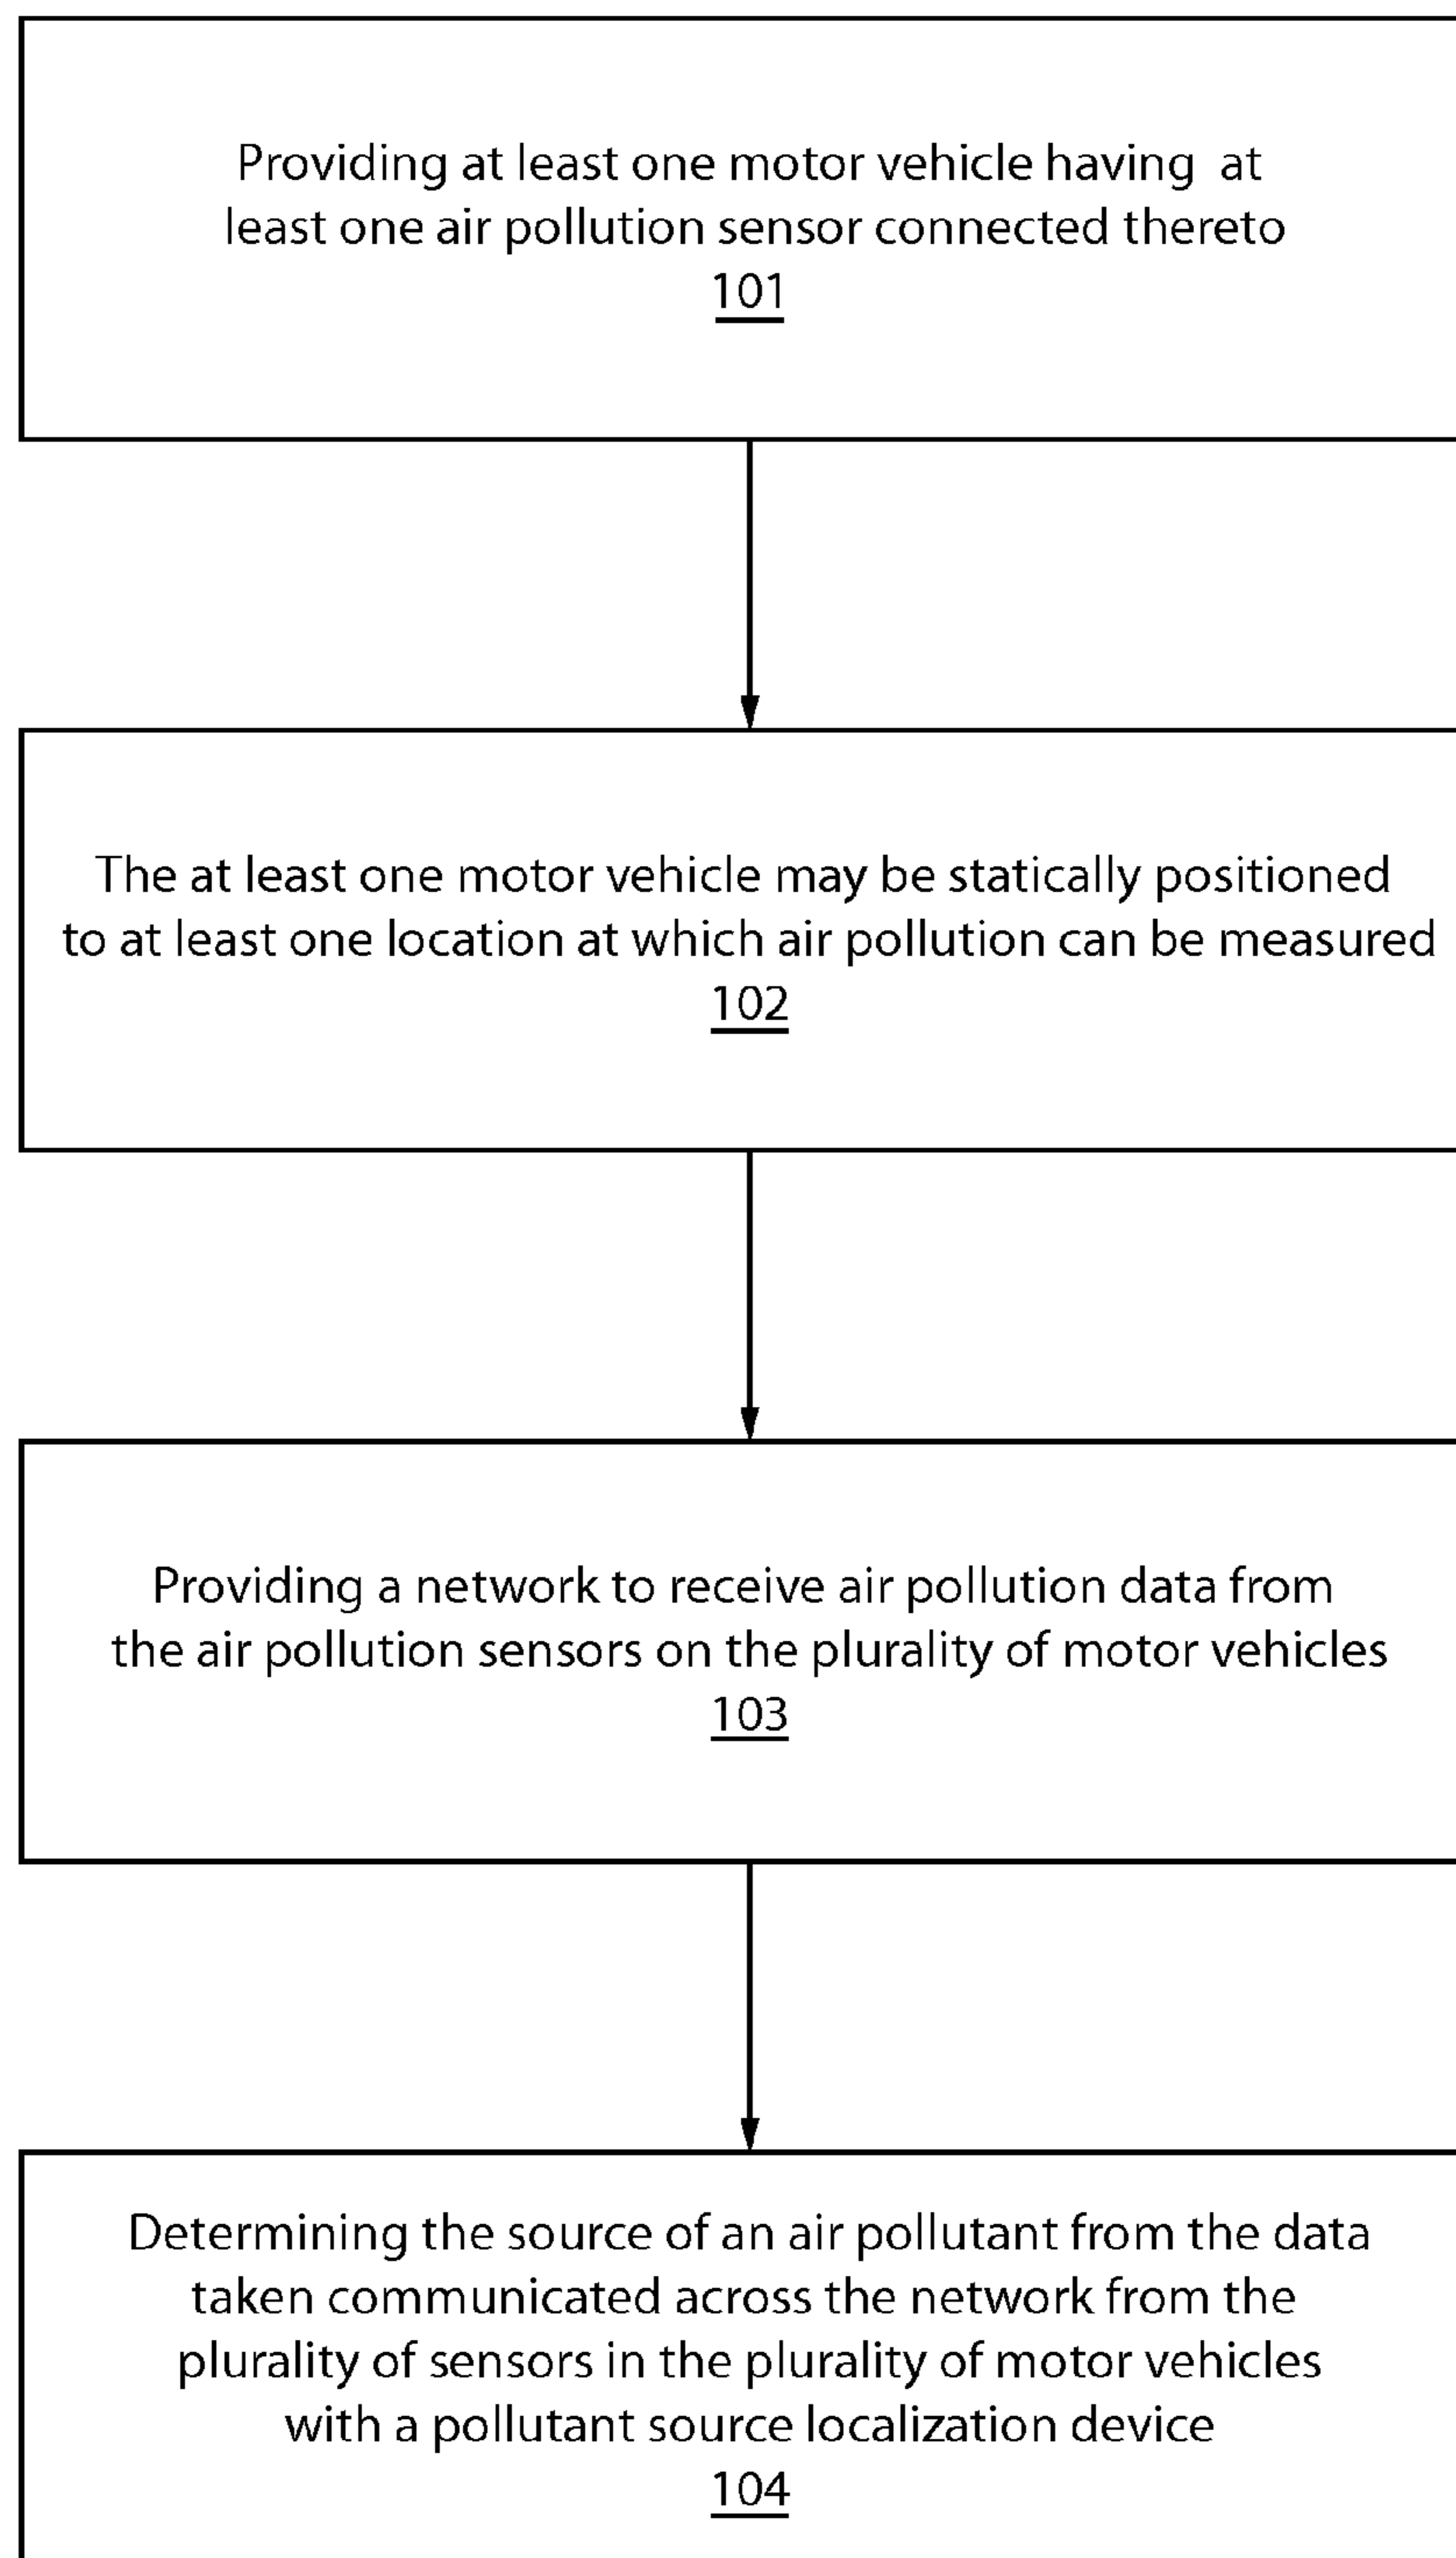 Providing at least one motor vehicle having at
least one air pollution sensor connected thereto
101
The at least one motor vehicle may be statically positioned
to at least one location at which air pollution can be measured
102
Providing a network to receive air pollution data from
the air pollution sensors on the plurality of motor vehicles
103
Determining the source of an air pollutant from the data
taken communicated across the network from the
plurality of sensors in the plurality of motor vehicles
with a pollutant source localization device
104